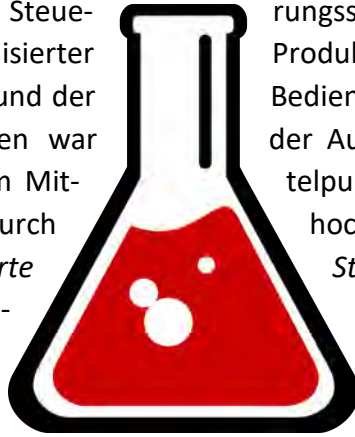 Steue- rungss
isierter Produk
und der Bedien
en war der Au
Mit- telpu
urch hoc
rte St
-